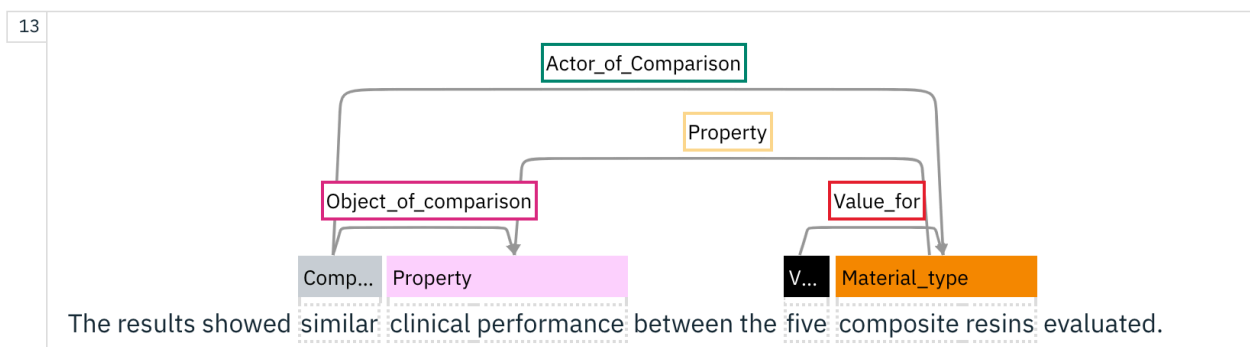 13
Actor_of_Comparison
Property
Object_of_comparison Value_for
Comp... Property V... Material_type
The results showed similar clinical performance between the five composite resins evaluated.